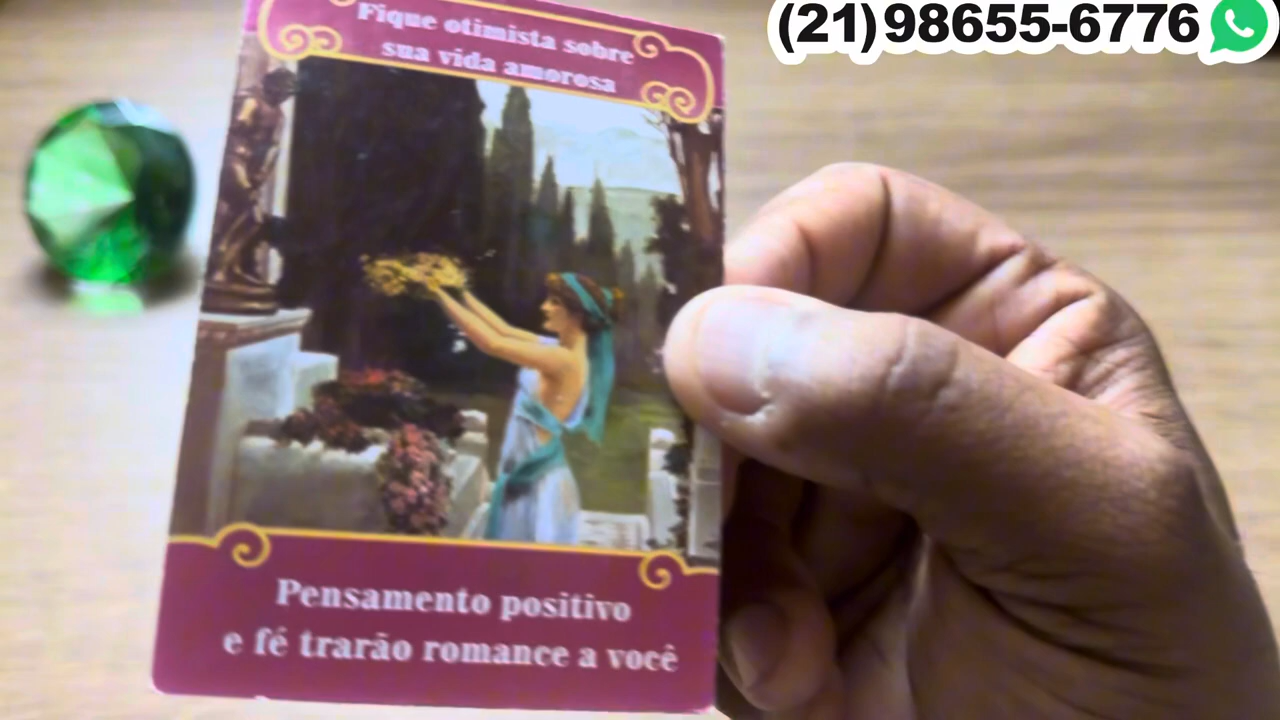 (21)98655-6776
Fique otimista sobre
sua vida amorosa
Pensamento positivo
e fé trarão romance a você